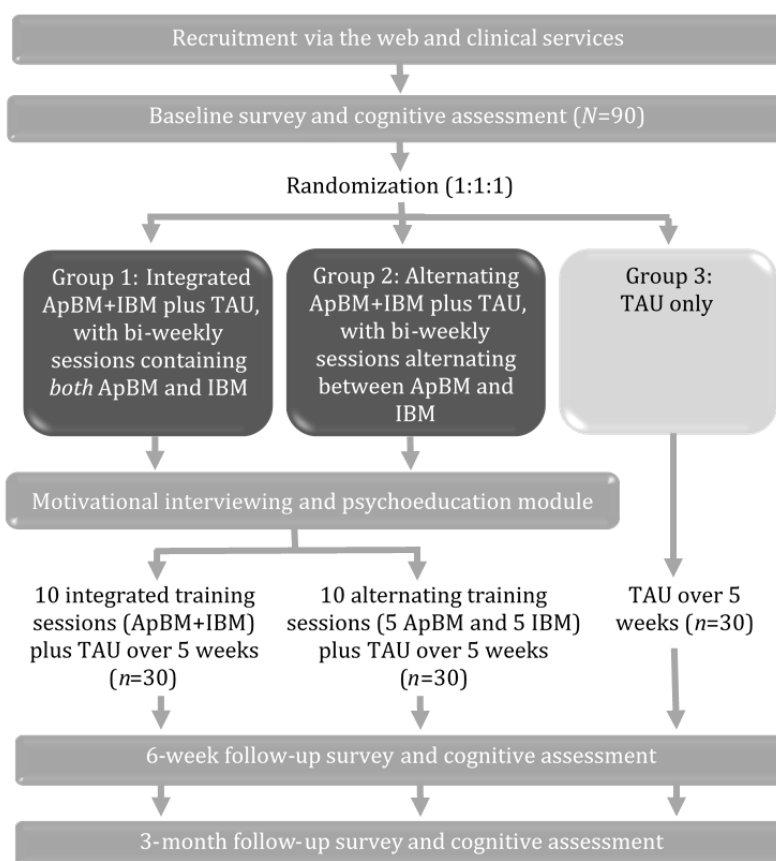 Recruitment via the web and clinical services
Baseline survey and cognitive assessment (N=90)
Randomization (1:1:1)
Group 1: Integrated
ApBM+IBM plus TAU,
with bi-weekly
sessions containing
both ApBM and IBM
Group 2: Alternating
ApBM+IBM plus TAU,
with bi-weekly
sessions alternating
between ApBM and
IBM
Group 3:
TAU only
Motivational interviewing and psychoeducation module
10 integrated training
sessions (ApBM+IBM)
plus TAU over 5 weeks
(n=30)
10 alternating training
sessions (5 ApBM and 5 IBM)
plus TAU over 5 weeks
(n=30)
TAU over 5
weeks (n=30)
6-week follow-up survey and cognitive assessment
3-month follow-up survey and cognitive assessment